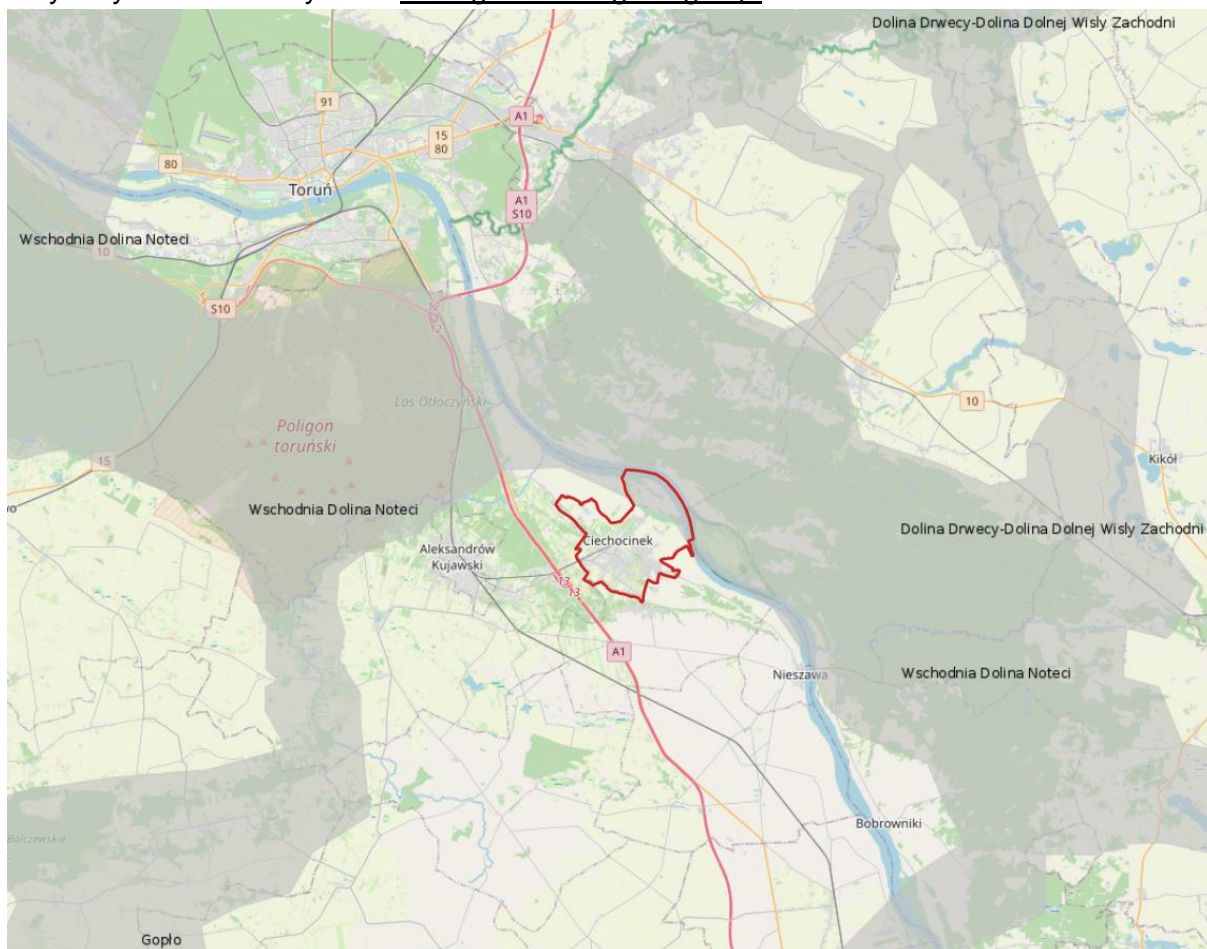 Dolina Drwecy-Dolina Dolnej Wisly Zachodni
91
A1
15
80
80
Toruń
A1
S10
Wschodnia Dolina Noteci
10
S10
12
12
Las Otłoczyński
10
Poligon
toruński
15
Kikół
Wschodnia Dolina Noteci
Dolina Drwecy-Dolina Dolnej Wisly Zachodni
Ciechocinek
Aleksandrów
Kujawski
13
13
A1
Nieszawa
Wschodnia Dolina Noteci
Bobrowniki
Balczewskie
Gopło